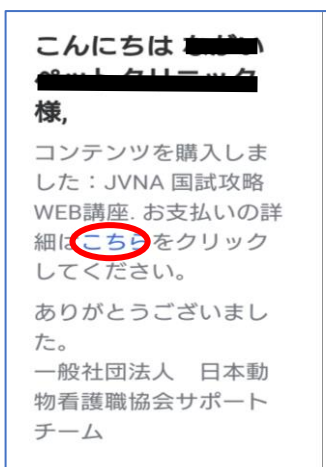 こんにちは
様,
コンテンツを購入しま
した：JVNA 国試攻略
WEB講座. お支払いの詳
細はこちらをクリック
してください。
ありがとうございまし
た。
一般社団法人　日本動
物看護職協会サポート
チーム